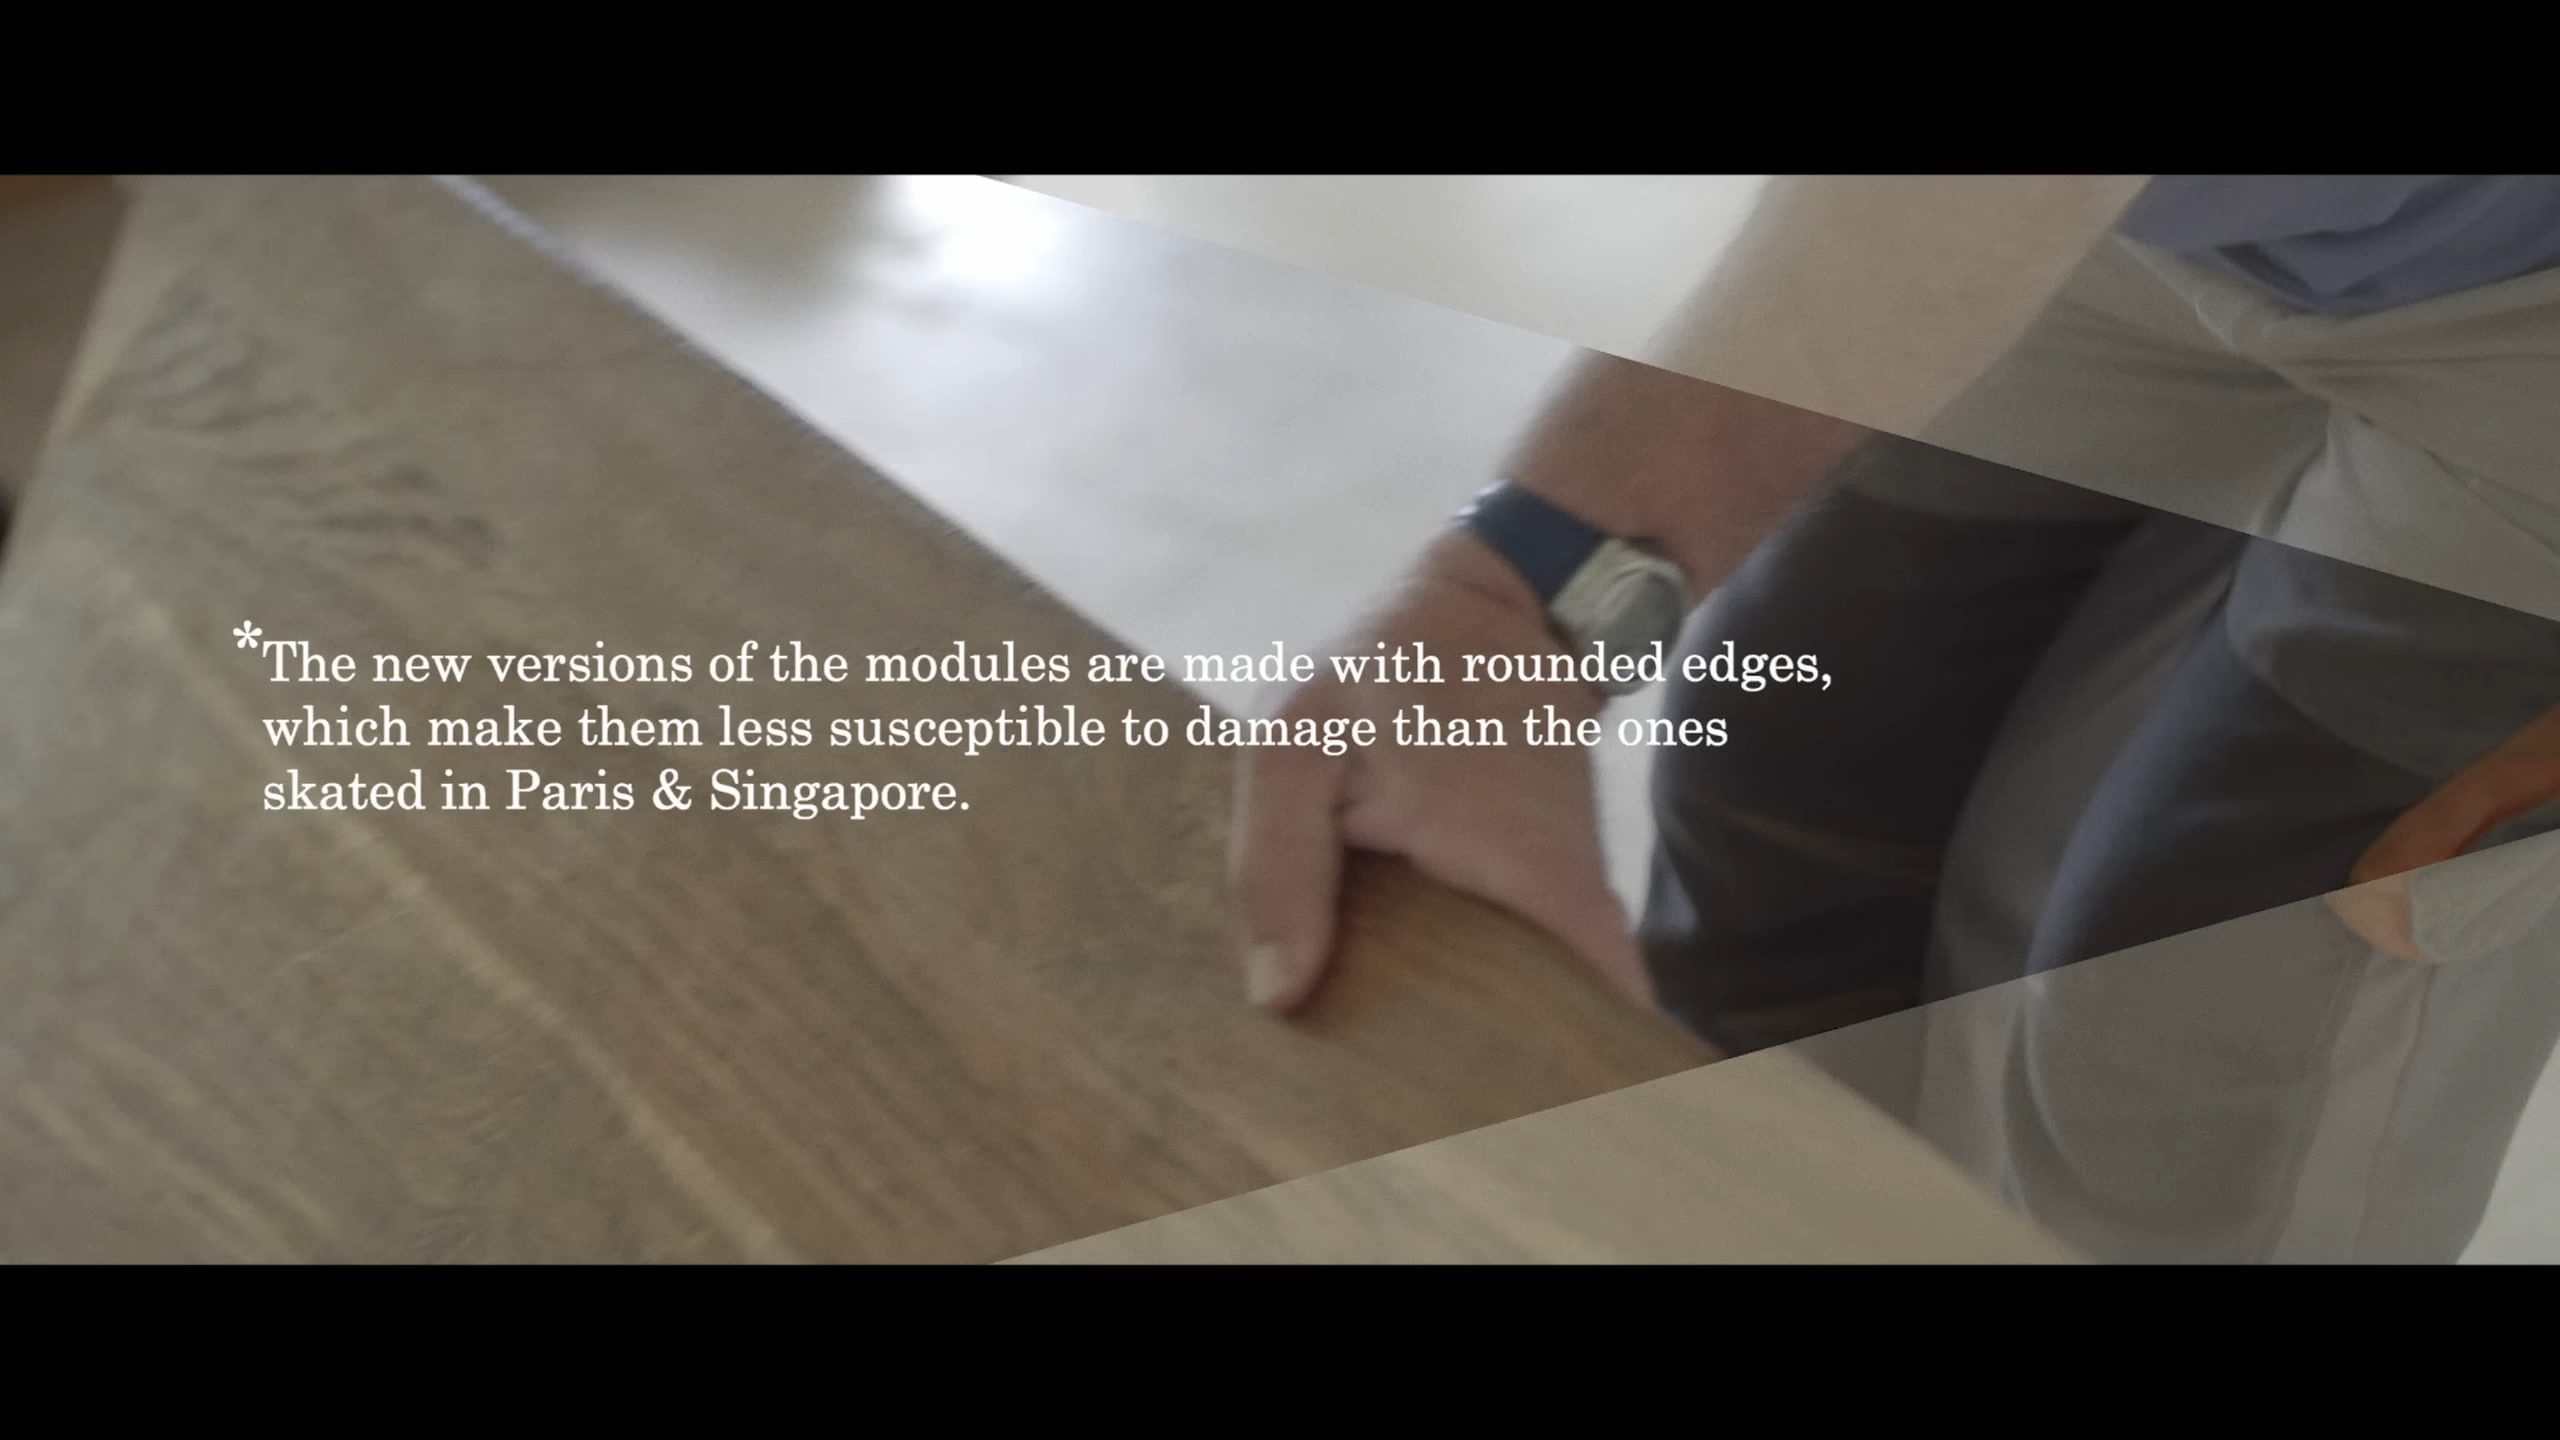 *The new versions of the modules are made with rounded edges,
which make them less susceptible to damage than the ones
skated in Paris & Singapore.